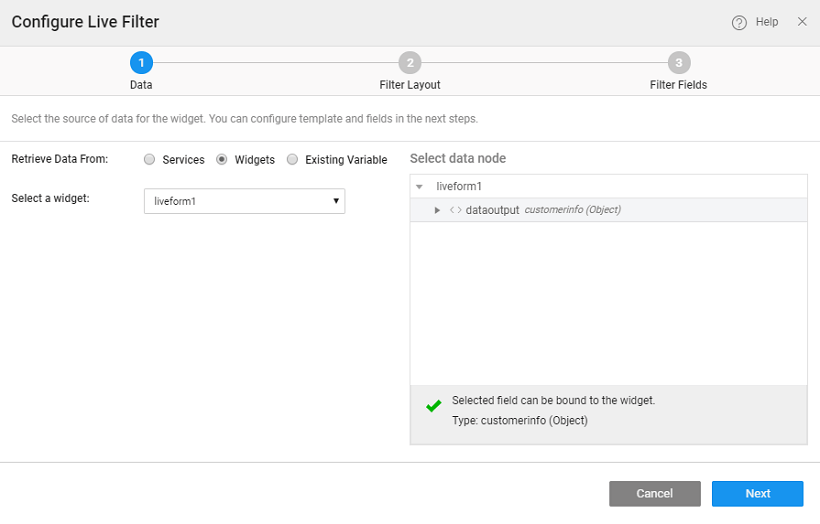 Configure Live Filter
? Help ×
1 2 3
Data Filter Layout Filter Fields
Select the source of data for the widget. You can configure template and fields in the next steps.
Retrieve Data From: Services Widgets Existing Variable
Select a widget: liveform1
Select data node
liveform1
<> dataoutput customerinfo (Object)
Selected field can be bound to the widget.
Type: customerinfo (Object)
Cancel Next